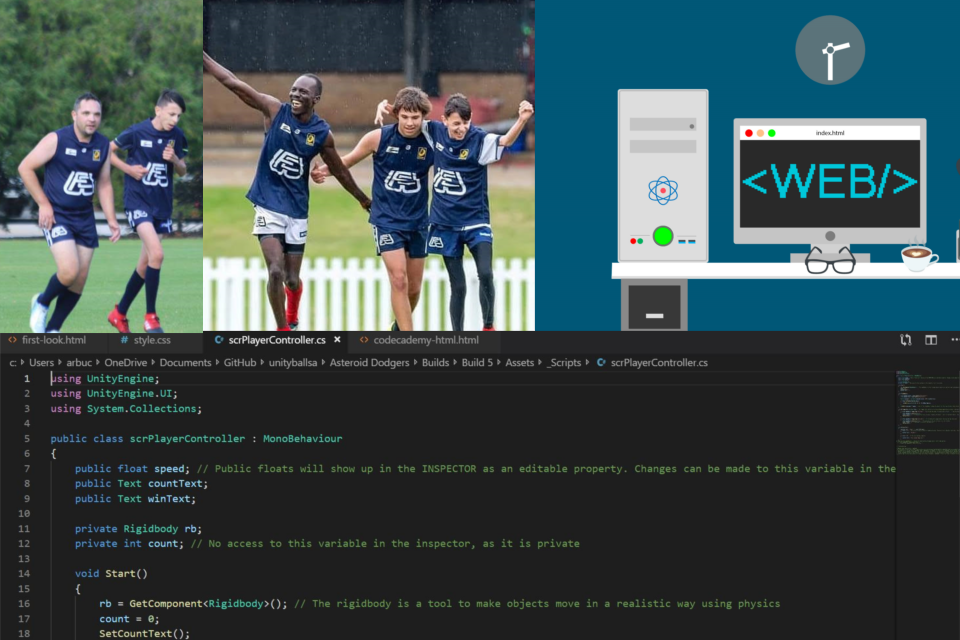 index.html
<WEB/>
first-look.html
# style.css
scrPlayerController.cs ×
codecademy-html.html
c: > Users > arbuc > OneDrive > Documents > GitHub > unityballsa > Asteroid Dodgers > Builds > Build 5 > Assets > _Scripts > scrPlayerController.cs
1 using UnityEngine;
2 using UnityEngine.UI;
3 using System.Collections;
4
5 public class scrPlayerController : MonoBehaviour
6 {
7 public float speed; // Public floats will show up in the INSPECTOR as an editable property. Changes can be made to this variable in the
8 public Text countText;
9 public Text winText;
10
11 private Rigidbody rb;
12 private int count; // No access to this variable in the inspector, as it is private
13
14 void Start()
15 {
16 rb = GetComponent<Rigidbody>(); // The rigidbody is a tool to make objects move in a realistic way using physics
17 count = 0;
18 SetCountText();